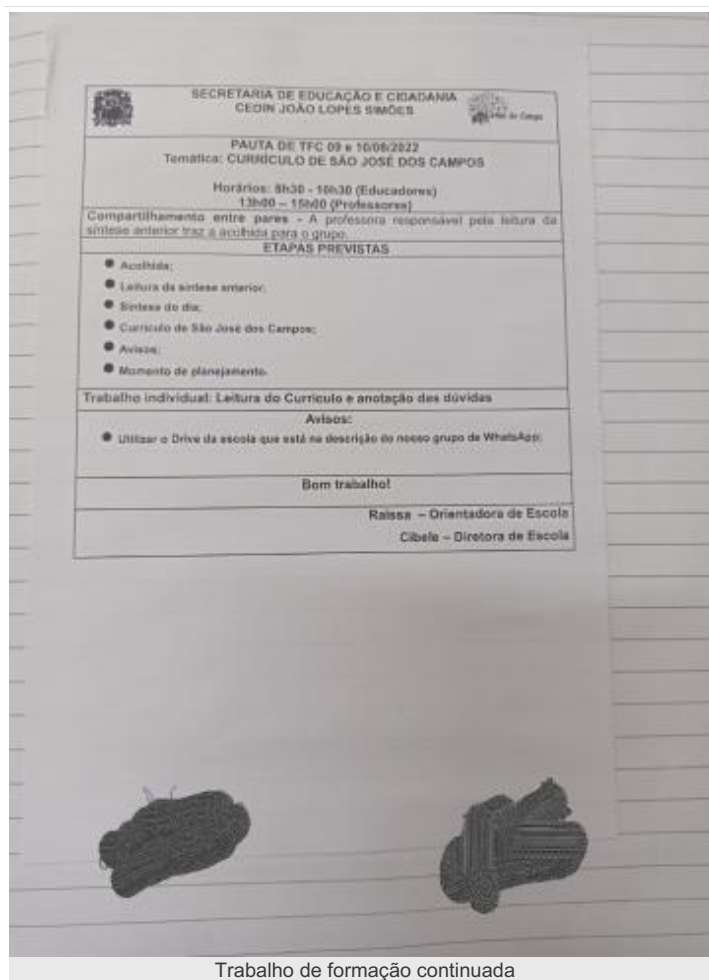 SECRETARIA DE EDUCAÇÃO E CIDADANIA
CEDIN JOÃO LOPES SIMÕES
PAUTA DE TFC 09 e 10/08/2022
Temática: CURRÍCULO DE SÃO JOSÉ DOS CAMPOS
Horários: 8h30 - 10h30 (Educadores)
13h00 – 15h00 (Professores)
Compartilhamento entre pares - A professora responsável pela leitura da
síntese anterior traz a acolhida para o grupo.
ETAPAS PREVISTAS
● Acolhida;
● Leitura da síntese anterior;
● Síntese do dia;
● Currículo de São José dos Campos;
● Avisos;
● Momento de planejamento.
Trabalho individual: Leitura do Currículo e anotação das dúvidas
Avisos:
● Utilizar o Drive da escola que está na descrição do nosso grupo de WhatsApp;
Bom trabalho!
Raissa – Orientadora de Escola
Cibele – Diretora de Escola
Trabalho de formação continuada